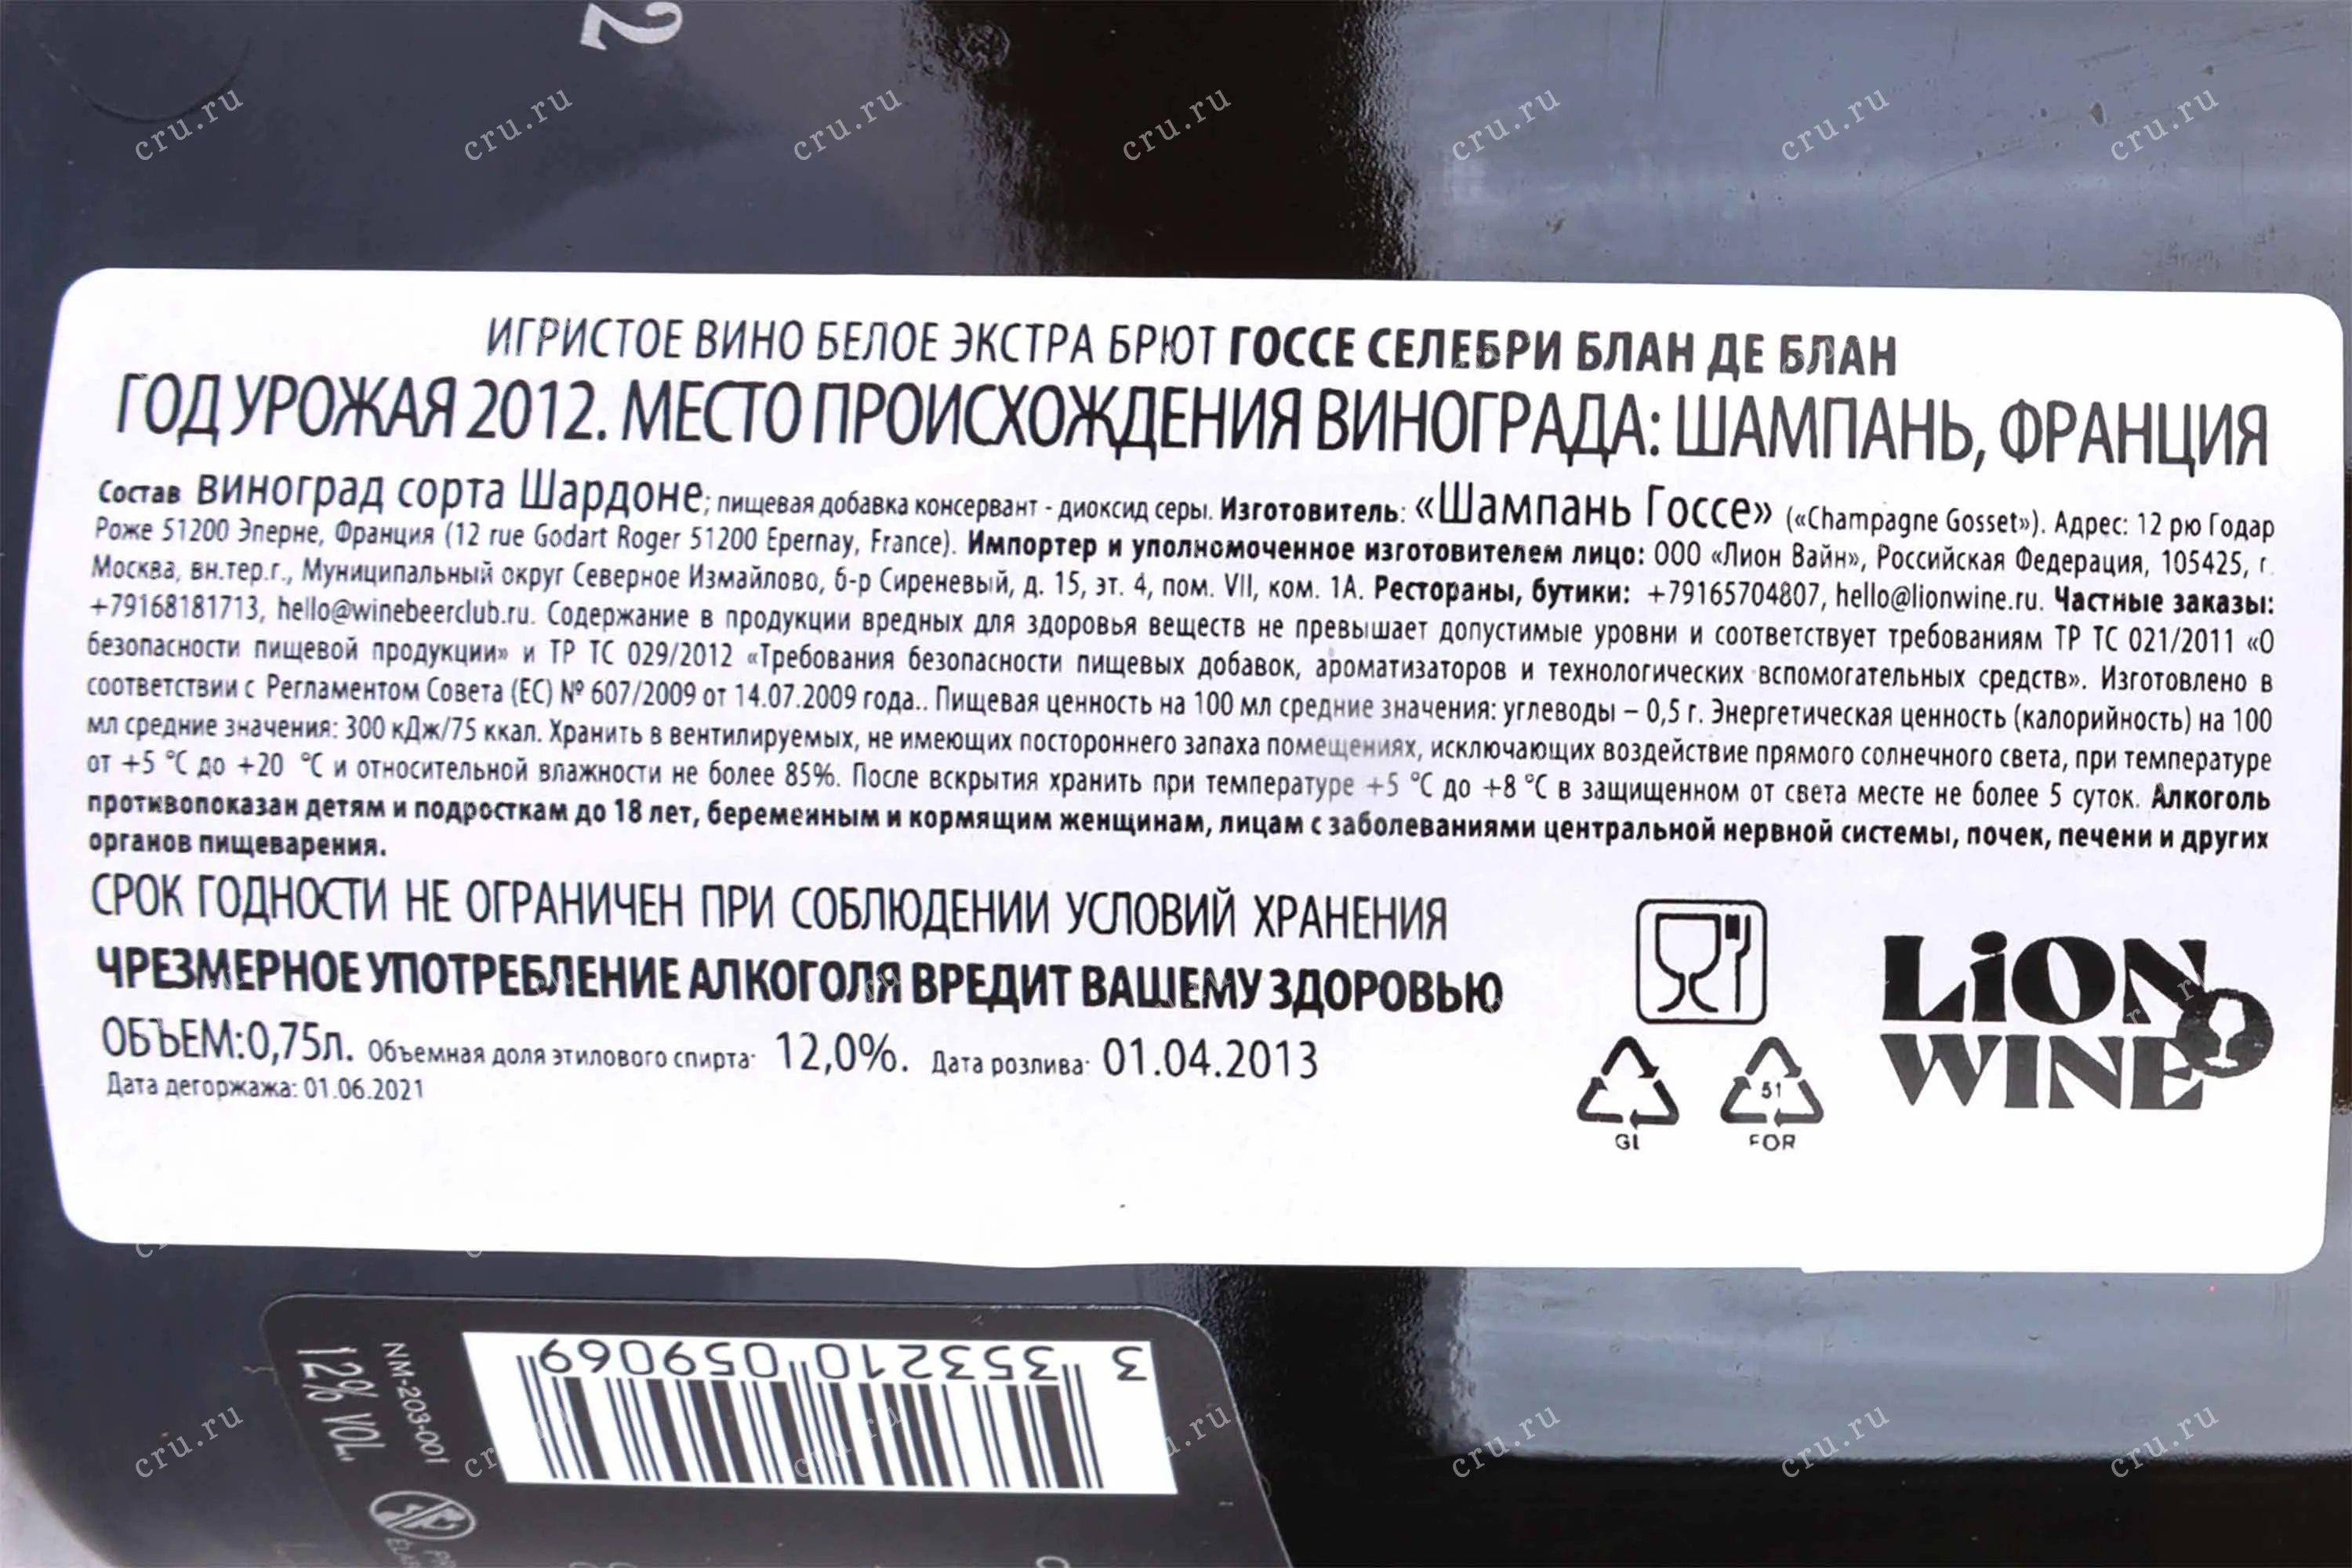 2
ИГРИСТОЕ ВИНО БЕЛОЕ ЭКСТРА БРЮТ ГОССЕ СЕЛЕБРИ БЛАН ДЕ БЛАН
ГОД УРОЖАЯ 2012. МЕСТО ПРОИСХОЖДЕНИЯ ВИНОГРАДА: ШАМПАНЬ, ФРАНЦИЯ
Состав виноград сорта Шардоне; пищевая добавка консервант - диоксид серы. Изготовитель: «Шампань Госсе» («Champagne Gosset»). Адрес: 12 рю Годар
Роже 51200 Эперне, Франция (12 rue Godart Roger 51200 Epernay, France). Импортер и уполномоченное изготовителем лицо: ООО «Лион Вайн», Российская Федерация, 105425, г.
Москва, вн.тер.г., Муниципальный округ Северное Измайлово, б-р Сиреневый, д. 15, эт. 4, пом. VII, ком. 1А. Рестораны, бутики: +79165704807, hello@lionwine.ru. Частные заказы:
+79168181713, hello@winebeerclub.ru. Содержание в продукции вредных для здоровья веществ не превышает допустимые уровни и соответствует требованиям ТР ТС 021/2011 «О
безопасности пищевой продукции» и ТР ТС 029/2012 «Требования безопасности пищевых добавок, ароматизаторов и технологических вспомогательных средств». Изготовлено в
соответствии с Регламентом Совета (ЕС) № 607/2009 от 14.07.2009 года.. Пищевая ценность на 100 мл средние значения: углеводы – 0,5 г. Энергетическая ценность (калорийность) на 100
мл средние значения: 300 кДж/75 ккал. Хранить в вентилируемых, не имеющих постороннего запаха помещениях, исключающих воздействие прямого солнечного света, при температуре
от +5 °C до +20 °C и относительной влажности не более 85%. После вскрытия хранить при температуре +5 °C до +8 °C в защищенном от света месте не более 5 суток. Алкоголь
противопоказан детям и подросткам до 18 лет, беременным и кормящим женщинам, лицам с заболеваниями центральной нервной системы, почек, печени и других
органов пищеварения.
СРОК ГОДНОСТИ НЕ ОГРАНИЧЕН ПРИ СОБЛЮДЕНИИ УСЛОВИЙ ХРАНЕНИЯ
ЧРЕЗМЕРНОЕ УПОТРЕБЛЕНИЕ АЛКОГОЛЯ ВРЕДИТ ВАШЕМУ ЗДОРОВЬЮ
ОБЪЕМ:0,75л. Объемная доля этилового спирта: 12,0%. Дата розлива: 01.04.2013
Дата дегоржажа: 01.06.2021
GL
51
FOR
LiON
WINE
3 353210 059069
NM-203-001
12% VOL.
cru.ru